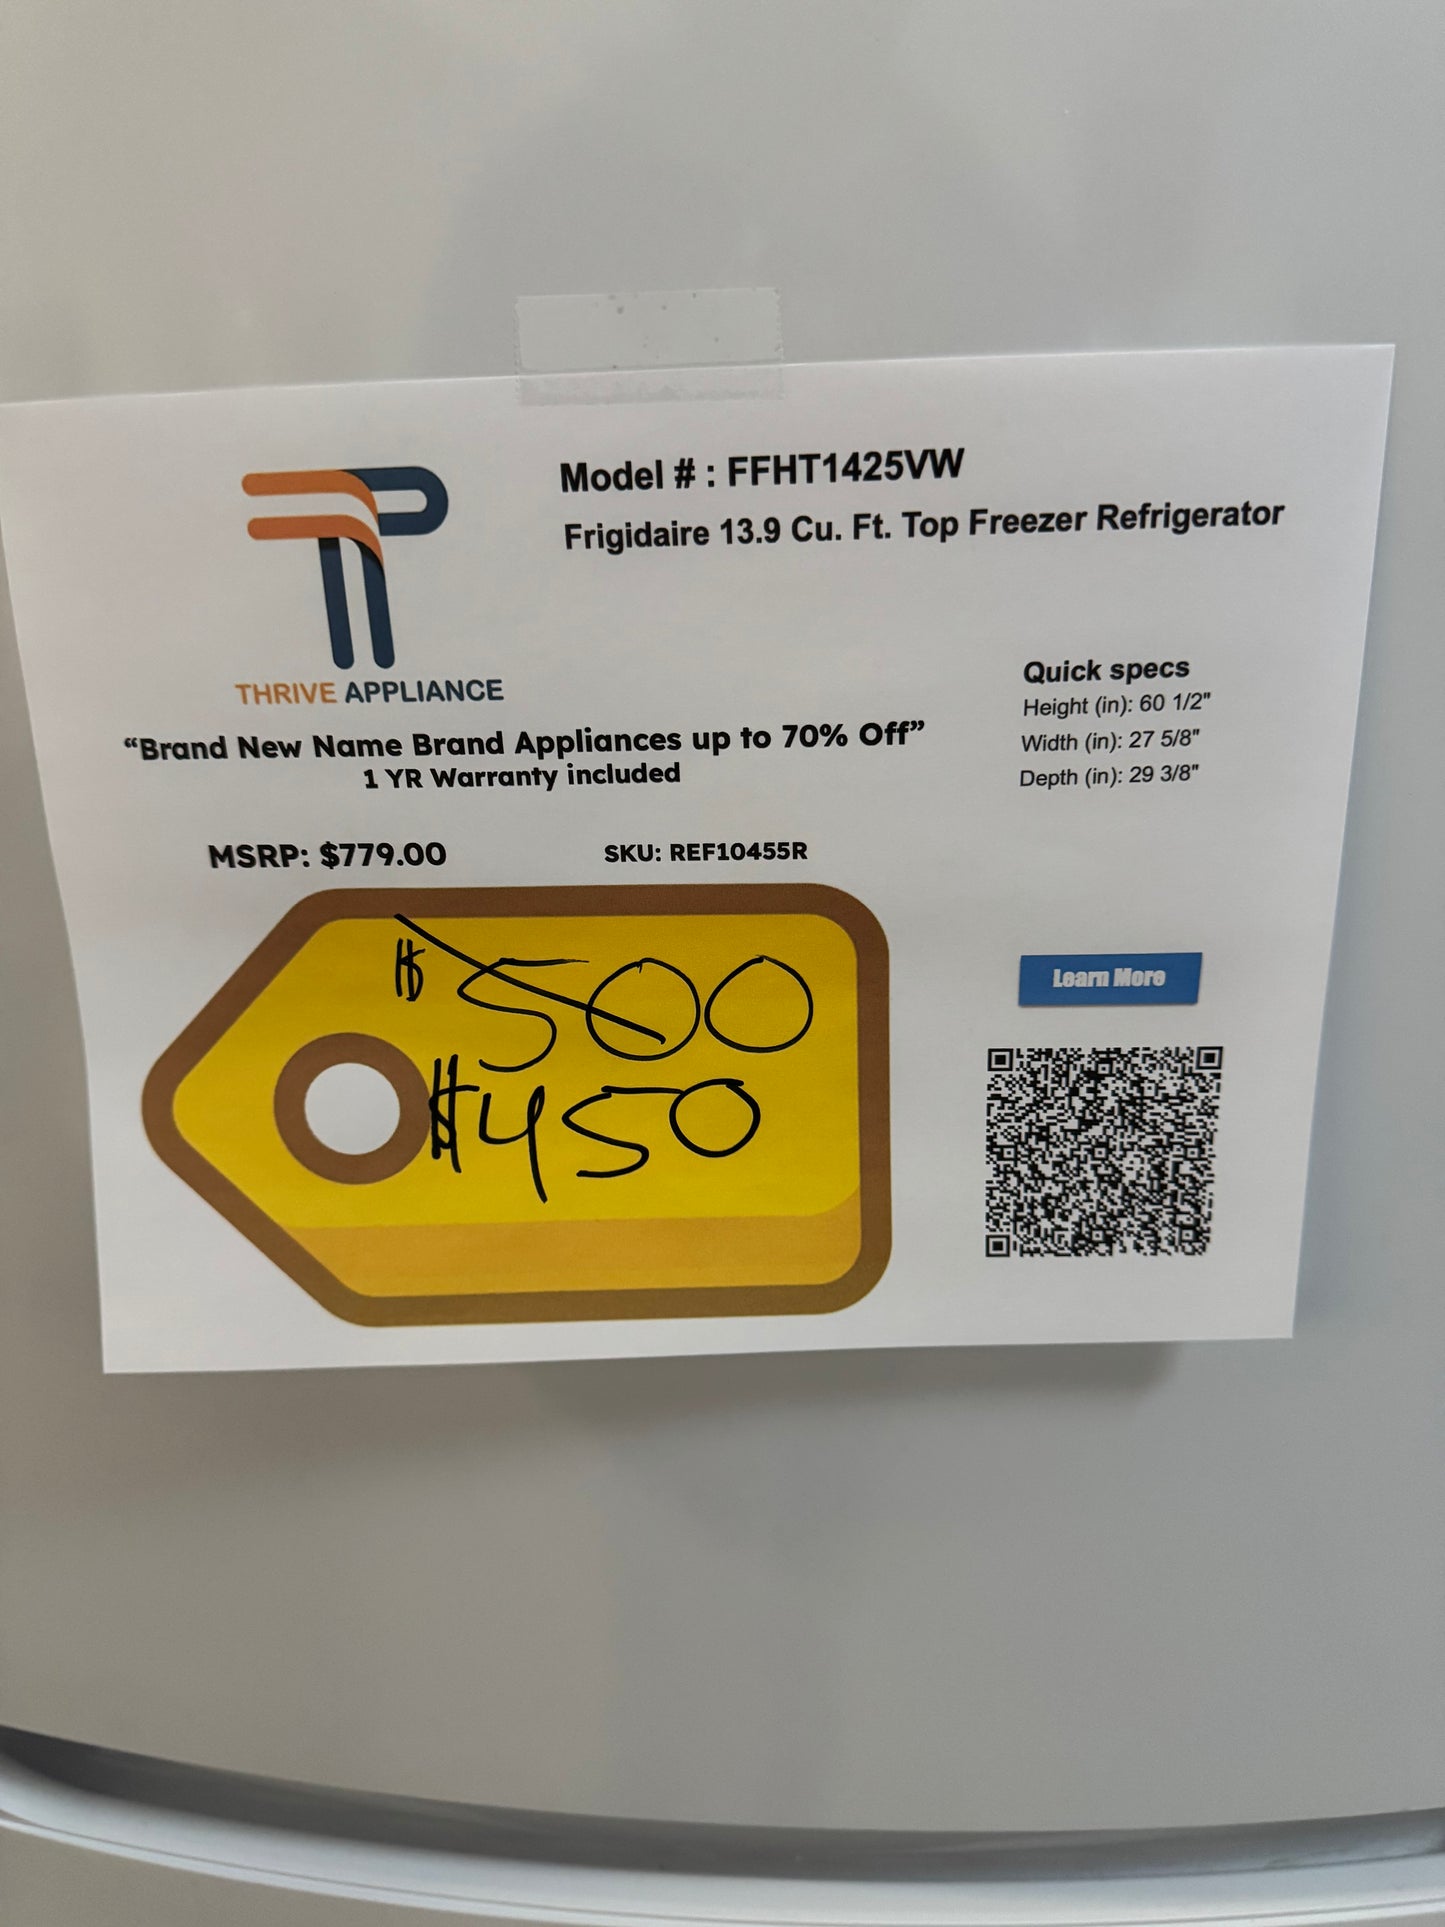 Model # : FFHT1425VW
Frigidaire 13.9 Cu. Ft. Top Freezer Refrigerator
THRIVE APPLIANCE
“Brand New Name Brand Appliances up to 70% Off”
1 YR Warranty included
Quick specs
Height (in): 60 1/2"
Width (in): 27 5/8"
Depth (in): 29 3/8"
MSRP: $779.00
SKU: REF10455R
$500
$450
Learn More